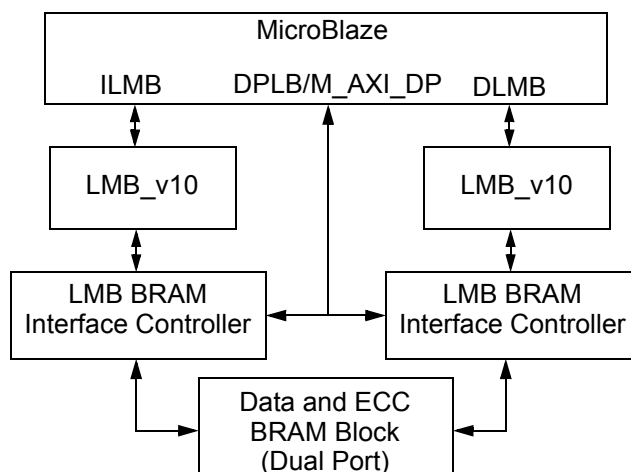 MicroBlaze
ILMB DPLB/M_AXI_DP DLMB
LMB_v10 LMB_v10
LMB BRAM
Interface Controller
LMB BRAM
Interface Controller
Data and ECC
BRAM Block
(Dual Port)